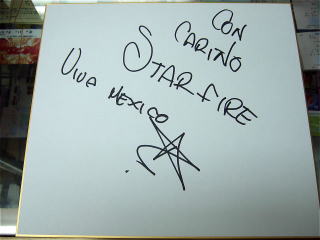 CON
CARIÑO
STARFIRE
VIVA MEXICO